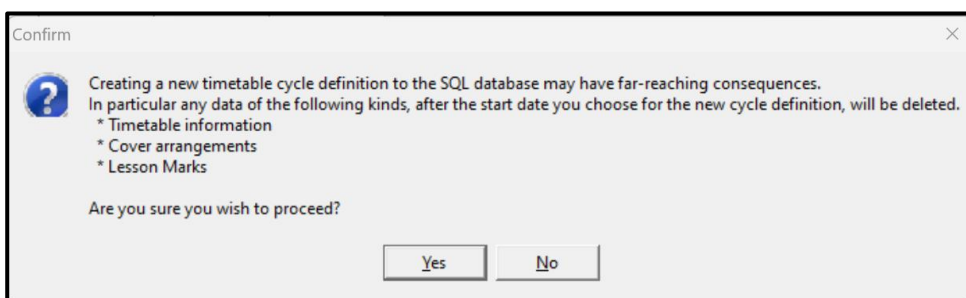 Confirm
Creating a new timetable cycle definition to the SQL database may have far-reaching consequences.
In particular any data of the following kinds, after the start date you choose for the new cycle definition, will be deleted.
* Timetable information
* Cover arrangements
* Lesson Marks
Are you sure you wish to proceed?
Yes No